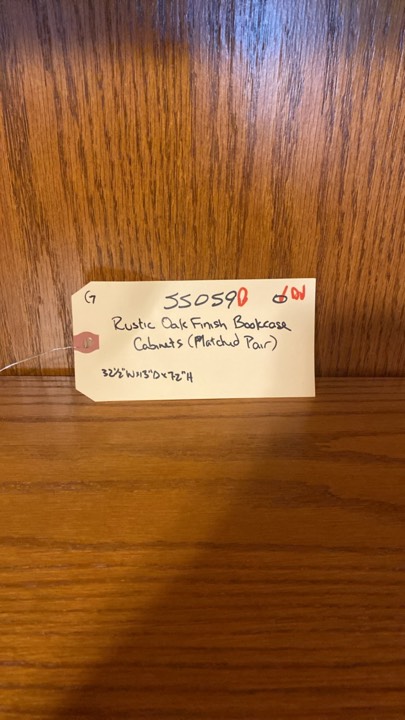 G 55059D
Rustic Oak Finish Bookcase
Cabinets (Matched Pair)
32½"W x 13"D x 72"H